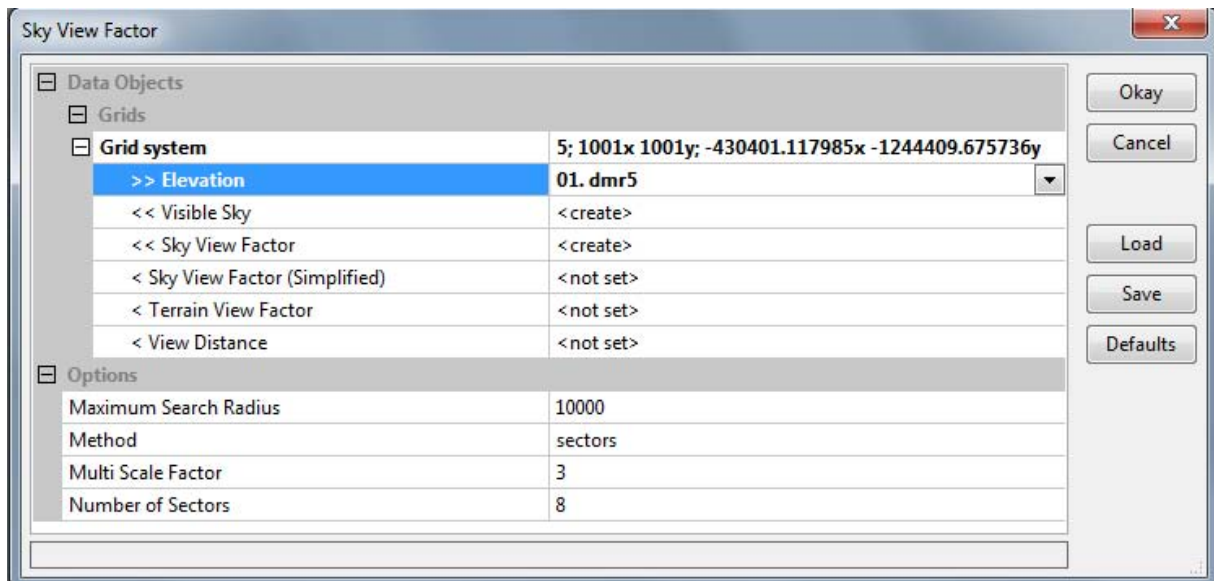 Sky View Factor
Data Objects
Grids
Grid system 5; 1001x 1001y; -430401.117985x -1244409.675736y
>> Elevation 01. dmr5
<< Visible Sky <create>
<< Sky View Factor <create>
< Sky View Factor (Simplified) <not set>
< Terrain View Factor <not set>
< View Distance <not set>
Options
Maximum Search Radius 10000
Method sectors
Multi Scale Factor 3
Number of Sectors 8
Okay
Cancel
Load
Save
Defaults